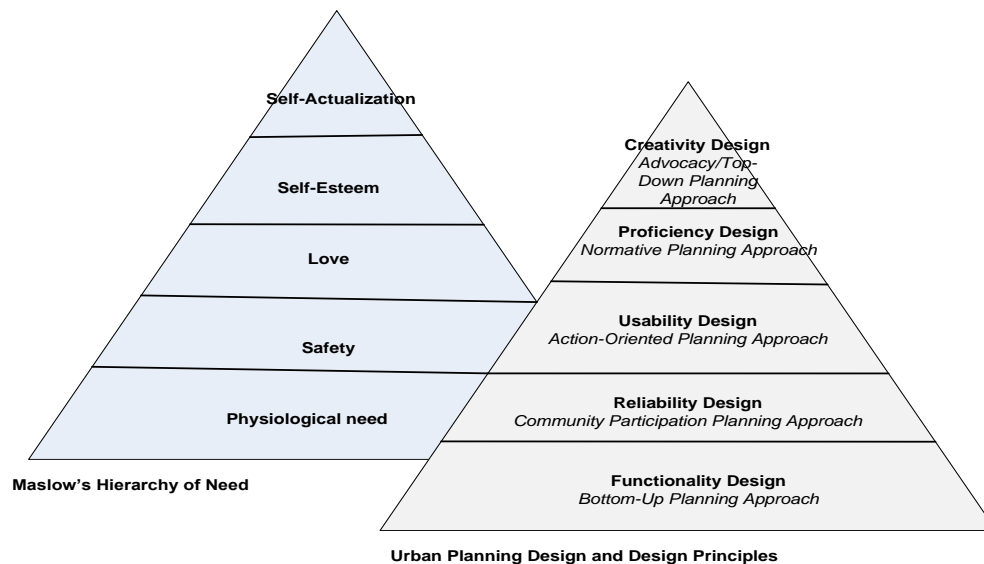 Self-Actualization
Self-Esteem
Love
Safety
Physiological need
Maslow's Hierarchy of Need
Creativity Design
Advocacy/Top-
Down Planning
Approach
Proficiency Design
Normative Planning Approach
Usability Design
Action-Oriented Planning Approach
Reliability Design
Community Participation Planning Approach
Functionality Design
Bottom-Up Planning Approach
Urban Planning Design and Design Principles